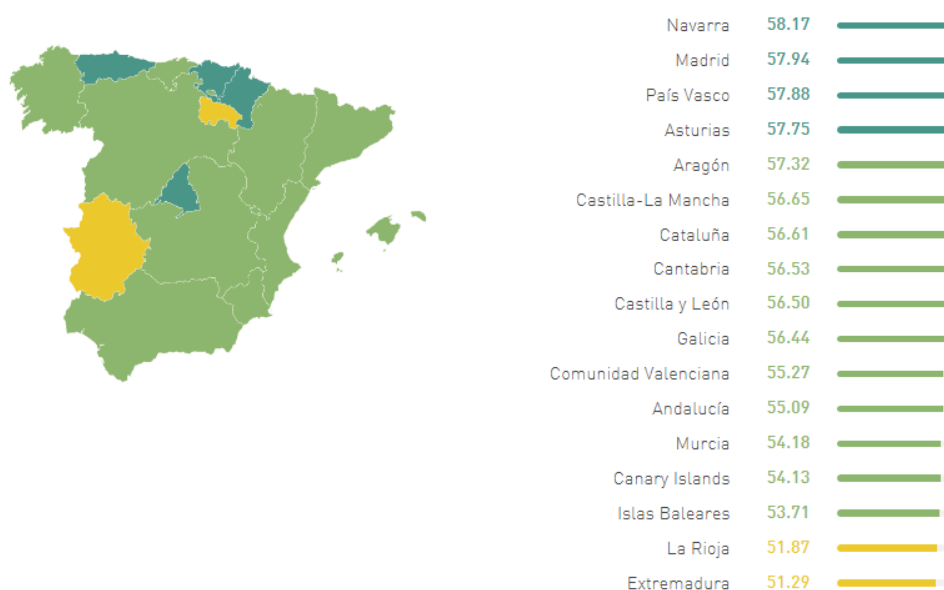 Navarra 58.17
Madrid 57.94
País Vasco 57.88
Asturias 57.75
Aragón 57.32
Castilla-La Mancha 56.65
Cataluña 56.61
Cantabria 56.53
Castilla y León 56.50
Galicia 56.44
Comunidad Valenciana 55.27
Andalucía 55.09
Murcia 54.18
Canary Islands 54.13
Islas Baleares 53.71
La Rioja 51.87
Extremadura 51.29